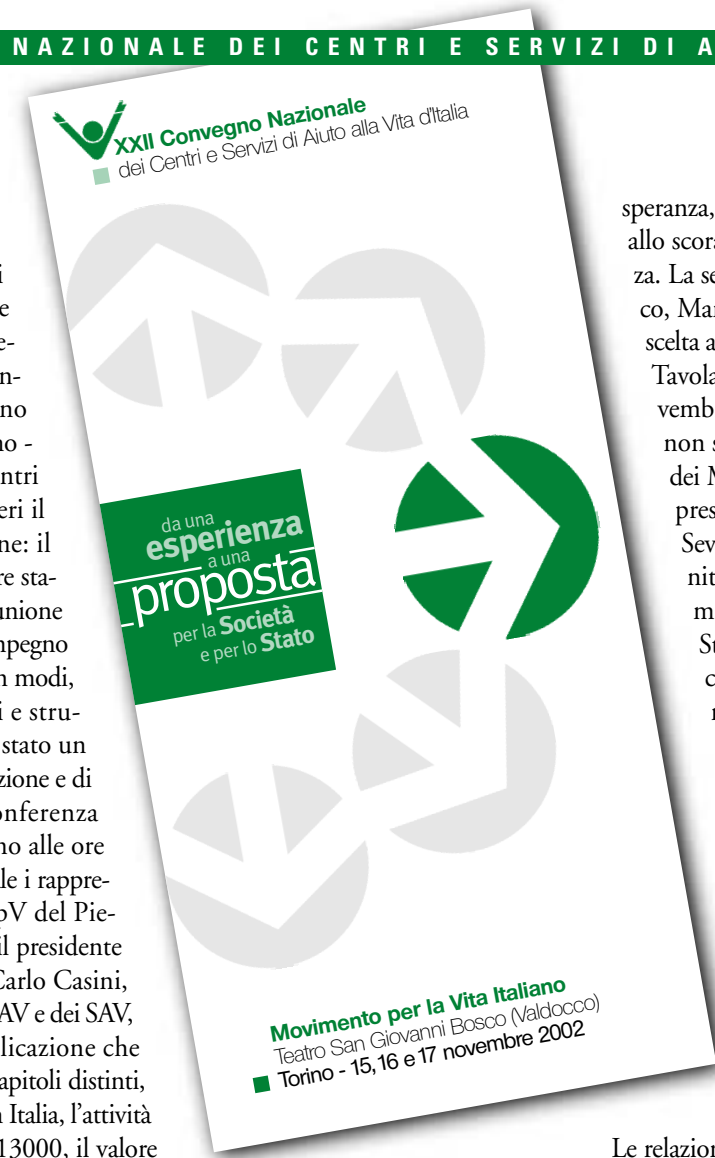 NAZIONALE DEI CENTRI E SERVIZI DI A
XXII Convegno Nazionale
dei Centri e Servizi di Aiuto alla Vita d'Italia
da una
esperienza
a una
proposta
per la Società
e per lo Stato
Movimento per la Vita Italiano
Teatro San Giovanni Bosco (Valdocco)
Torino - 15, 16 e 17 novembre 2002
i
e
e-
n-
no
no -
ntri
eri il
ne: il
re sta-
unione
mpegno
n modi,
i e stru-
stato un
zione e di
onferenza
no alle ore
le i rappre-
pV del Pie-
il presidente
Carlo Casini,
AV e dei SAV,
blicazione che
apitoli distinti,
n Italia, l'attività
13000, il valore
speranza,
allo scora
za. La se
co, Mar
scelta a
Tavola
vemb
non s
dei M
pres
Sev
nit
m
St
c
Le relazion